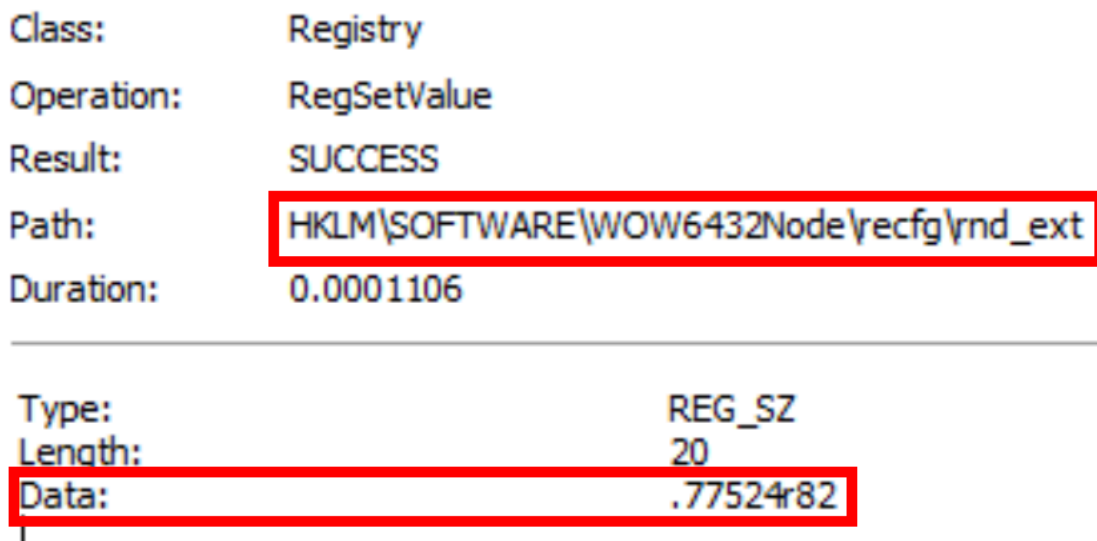 Class: Registry
Operation: RegSetValue
Result: SUCCESS
Path: HKLM\SOFTWARE\WOW6432Node\recfg\rnd_ext
Duration: 0.0001106
Type: REG_SZ
Length: 20
Data: .77524r82